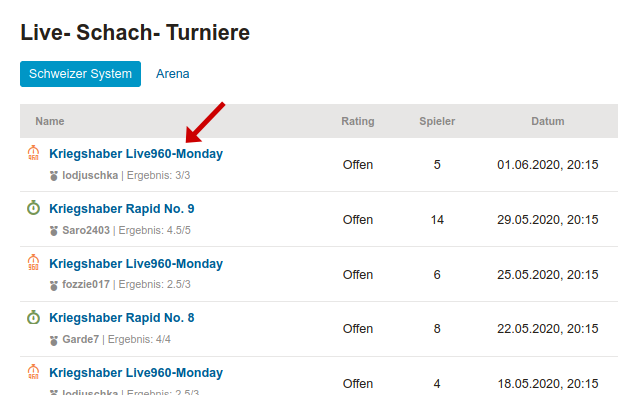 Live- Schach- Turniere
Schweizer System Arena
Name Rating Spieler Datum
960 Kriegshaber Live960-Monday
lodjuschka | Ergebnis: 3/3
Offen 5 01.06.2020, 20:15
Kriegshaber Rapid No. 9
Saro2403 | Ergebnis: 4.5/5
Offen 14 29.05.2020, 20:15
960 Kriegshaber Live960-Monday
fozzie017 | Ergebnis: 2.5/3
Offen 6 25.05.2020, 20:15
Kriegshaber Rapid No. 8
Garde7 | Ergebnis: 4/4
Offen 8 22.05.2020, 20:15
960 Kriegshaber Live960-Monday
lodjuschka | Ergebnis: 2.5/3
Offen 4 18.05.2020, 20:15